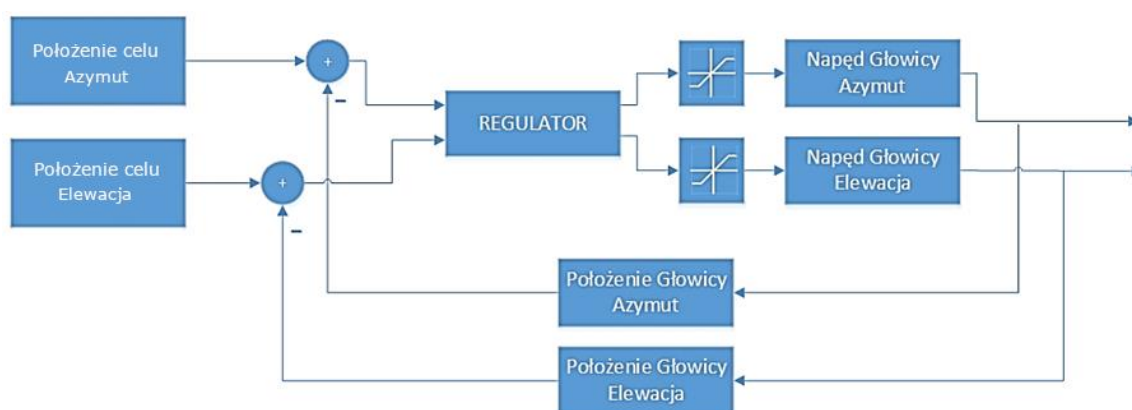 Położenie celu
Azymut
+
−
Położenie celu
Elewacja
+
−
REGULATOR
Napęd Głowicy
Azymut
Napęd Głowicy
Elewacja
Położenie Głowicy
Azymut
Położenie Głowicy
Elewacja